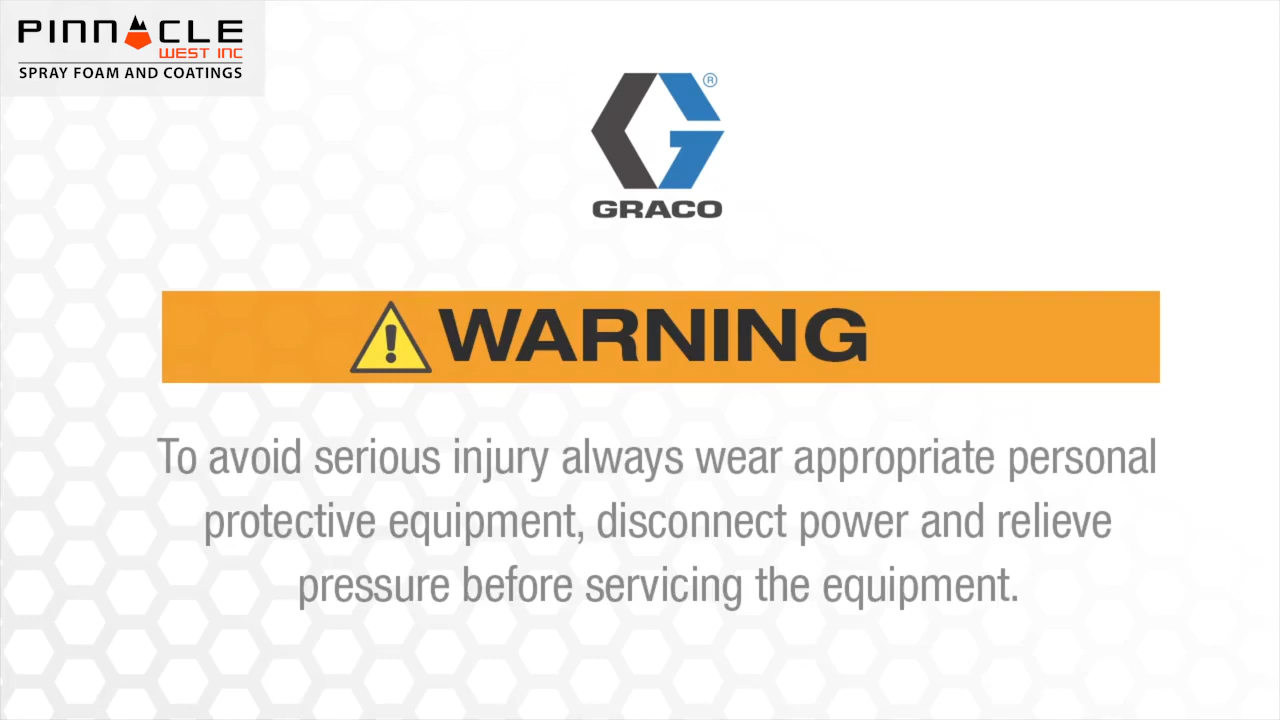 PINNACLE
WEST INC
SPRAY FOAM AND COATINGS
®
GRACO
WARNING
To avoid serious injury always wear appropriate personal
protective equipment, disconnect power and relieve
pressure before servicing the equipment.